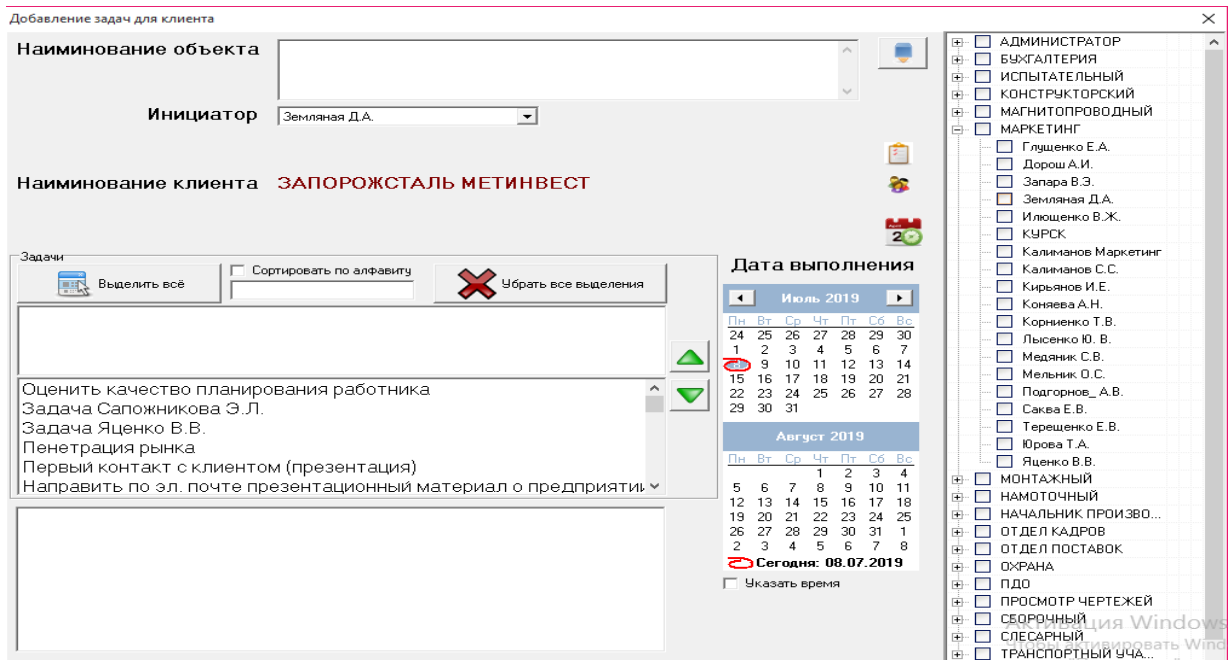 Добавление задач для клиента
Наиминование объекта
Инициатор
Земляная Д.А.
Наиминование клиента ЗАПОРОЖСТАЛЬ МЕТИНВЕСТ
Задачи
Выделить всё
Сортировать по алфавиту
Убрать все выделения
Оценить качество планирования работника
Задача Сапожникова Э.Л.
Задача Яценко В.В.
Пенетрация рынка
Первый контакт с клиентом (презентация)
Направить по эл. почте презентационный материал о предприятии
Дата выполнения
Июль 2019
Пн Вт Ср Чт Пт Сб Вс
24 25 26 27 28 29 30
1 2 3 4 5 6 7
8 9 10 11 12 13 14
15 16 17 18 19 20 21
22 23 24 25 26 27 28
29 30 31
Август 2019
Пн Вт Ср Чт Пт Сб Вс
1 2 3 4
5 6 7 8 9 10 11
12 13 14 15 16 17 18
19 20 21 22 23 24 25
26 27 28 29 30 31 1
2 3 4 5 6 7 8
Сегодня: 08.07.2019
Указать время
АДМИНИСТРАТОР
БУХГАЛТЕРИЯ
ИСПЫТАТЕЛЬНЫЙ
КОНСТРУКТОРСКИЙ
МАГНИТОПРОВОДНЫЙ
МАРКЕТИНГ
Глущенко Е.А.
Дорош А.И.
Запара В.Э.
Земляная Д.А.
Илющенко В.Ж.
КУРСК
Калиманов Маркетинг
Калиманов С.С.
Кирьянов И.Е.
Коняева А.Н.
Корниенко Т.В.
Лысенко Ю. В.
Медяник С.В.
Мельник О.С.
Подгорнов_ А.В.
Саква Е.В.
Терещенко Е.В.
Юрова Т.А.
Яценко В.В.
МОНТАЖНЫЙ
НАМОТОЧНЫЙ
НАЧАЛЬНИК ПРОИЗВО...
ОТДЕЛ КАДРОВ
ОТДЕЛ ПОСТАВОК
ОХРАНА
ПДО
ПРОСМОТР ЧЕРТЕЖЕЙ
СБОРОЧНЫЙ
СЛЕСАРНЫЙ
ТРАНСПОРТНЫЙ УЧА...
Активация Windows
Чтобы активировать Wind